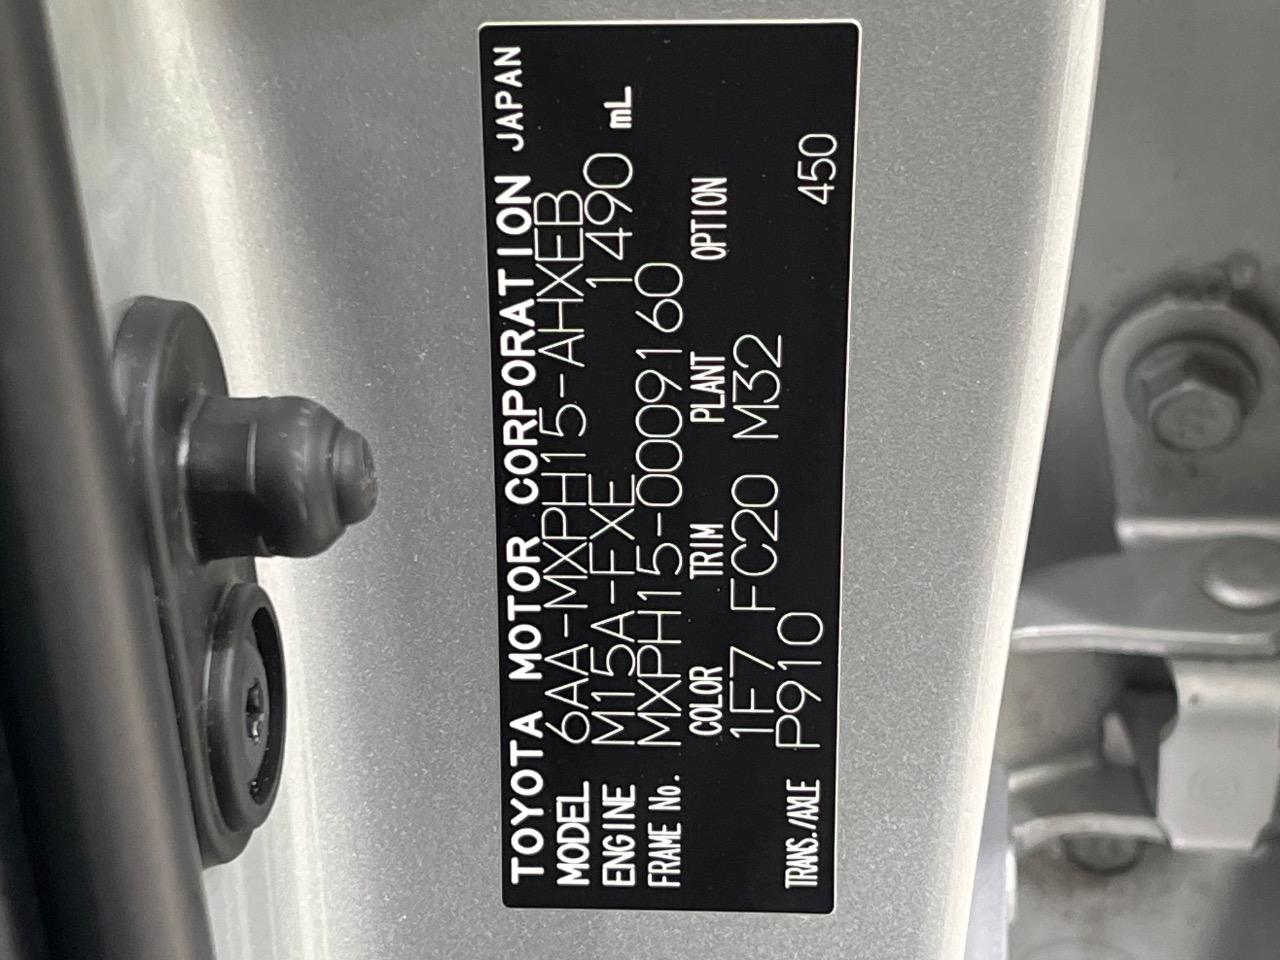 TOYOTA MOTOR CORPORATION JAPAN
MODEL 6AA-MXPH15-AHXEB
ENGINE M15A-FXE 1490 mL
FRAME No. MXPH15-0009160
COLOR TRIM PLANT OPTION
1F7 FC20 M32
TRANS./AXLE P910 450